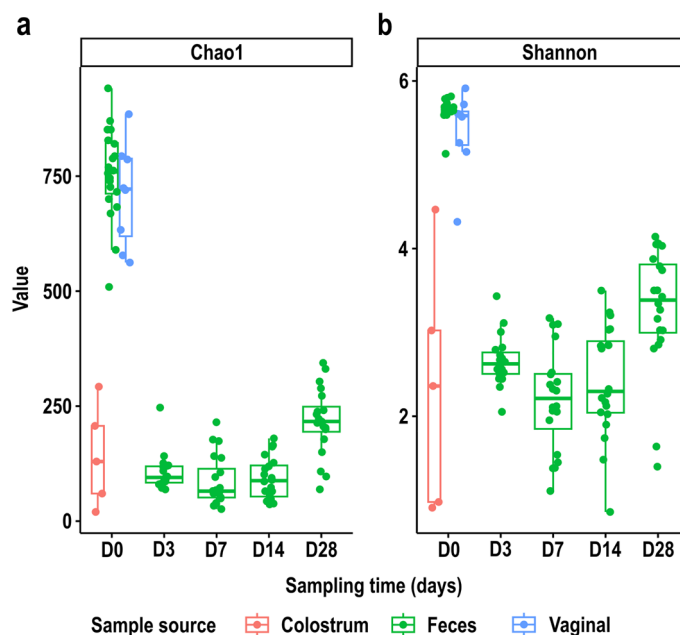 a
b
Chao1
Shannon
Value
750
500
250
0
6
4
2
D0 D3 D7 D14 D28
D0 D3 D7 D14 D28
Sampling time (days)
Sample source Colostrum Feces Vaginal